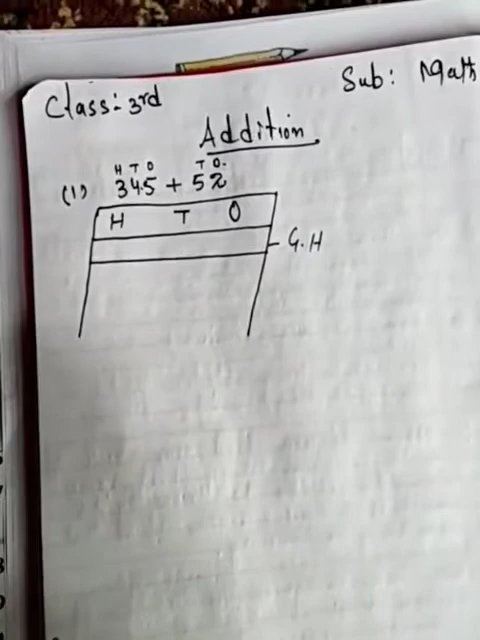 Class:- 3rd
Sub: Math
Addition
H T O T O.
(1) 345 + 52
H T O
G.H